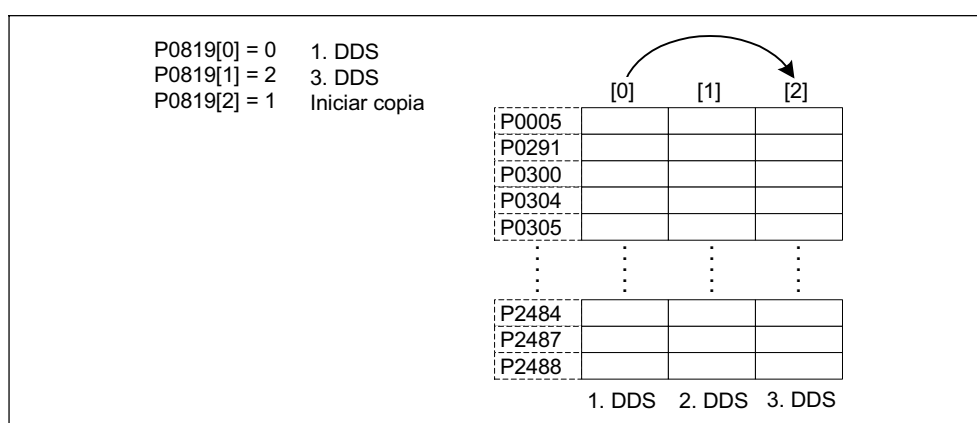 P0819[0] = 0 1. DDS
P0819[1] = 2 3. DDS
P0819[2] = 1 Iniciar copia
[0] [1] [2]
P0005
P0291
P0300
P0304
P0305
P2484
P2487
P2488
1. DDS 2. DDS 3. DDS